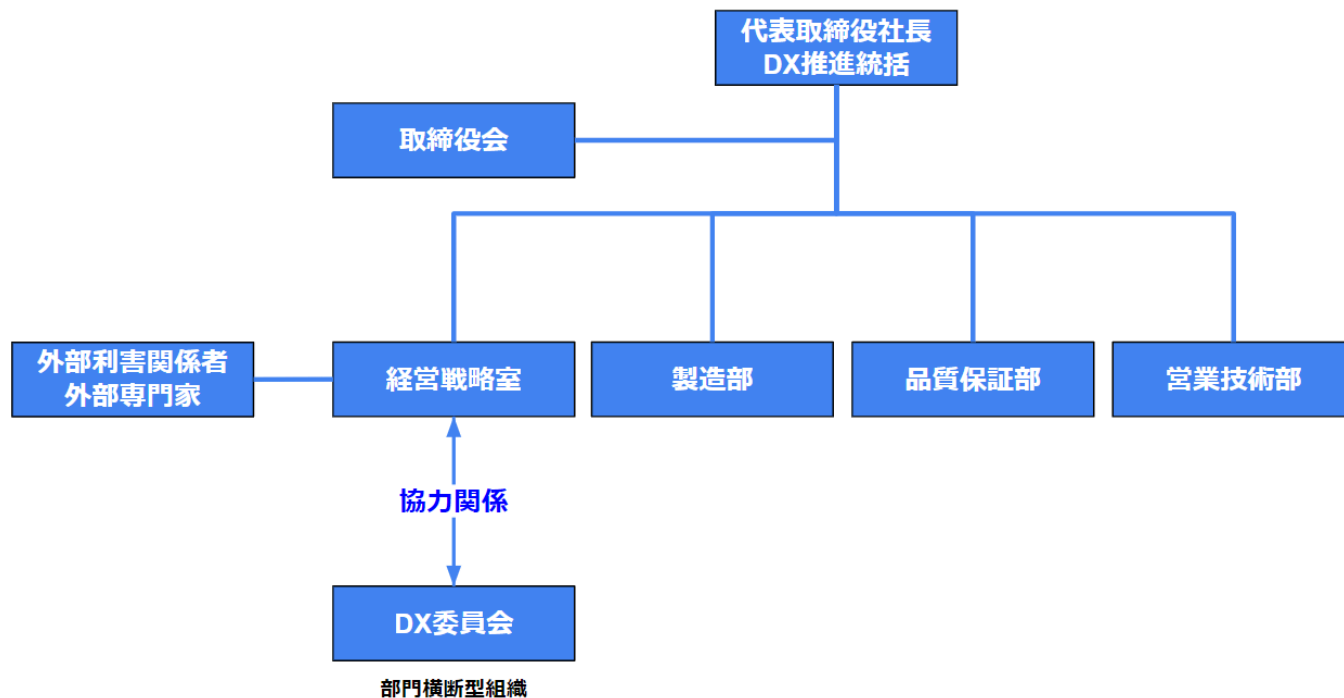 代表取締役社長
DX推進統括
取締役会
外部利害関係者
外部専門家
経営戦略室
製造部
品質保証部
営業技術部
協力関係
DX委員会
部門横断型組織